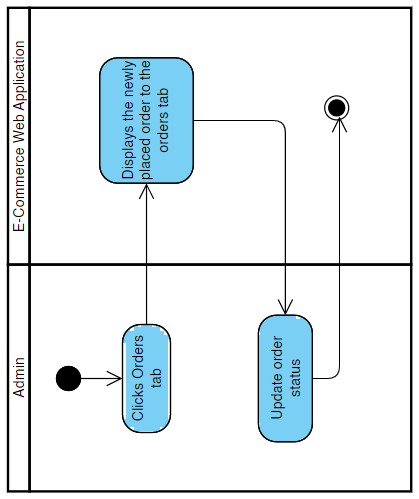 E-Commerce Web Application
Displays the newly
placed order to the
orders tab
Admin
Clicks Orders
tab
Update order
status